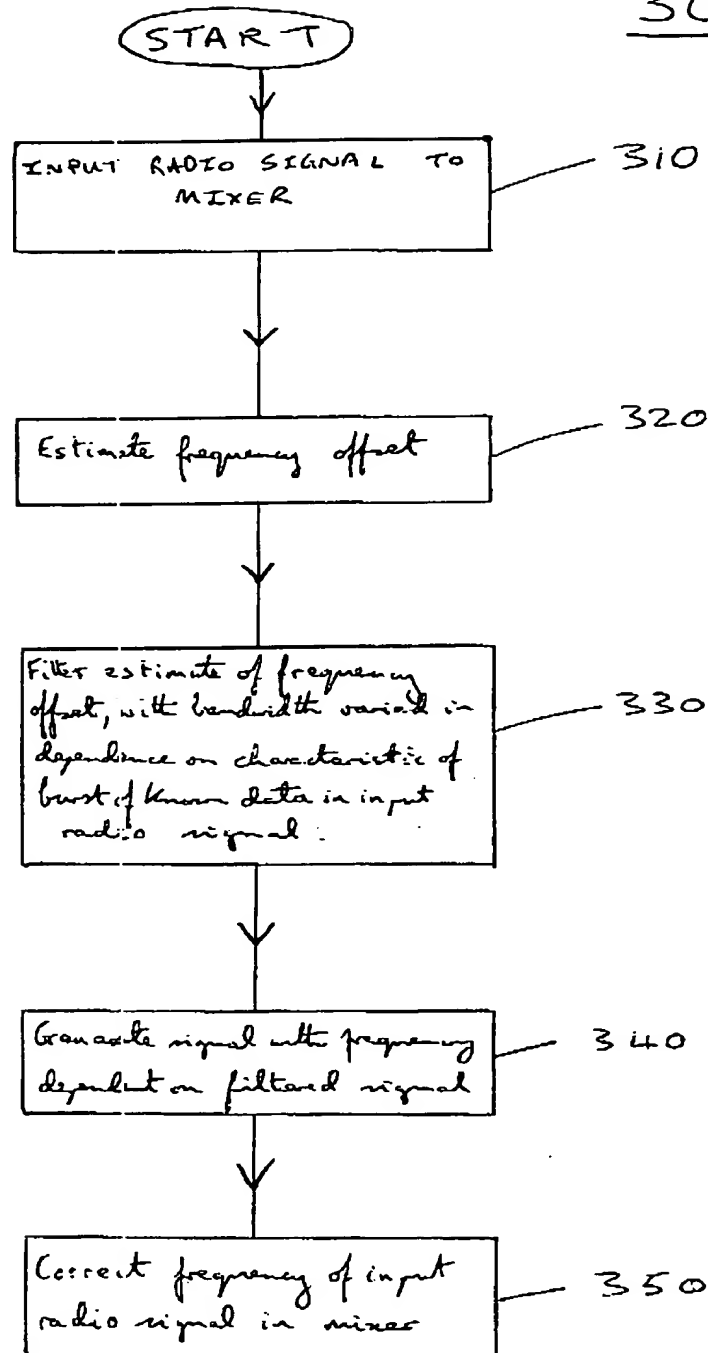 START
INPUT RADIO SIGNAL TO
MIXER
310
Estimate frequency offset
320
Filter estimate of frequency
offset, with bandwidth varied in
dependence on characteristic of
burst of known data in input
radio signal.
330
Generate signal with frequency
dependent on filtered signal
340
Correct frequency of input
radio signal in mixer
350